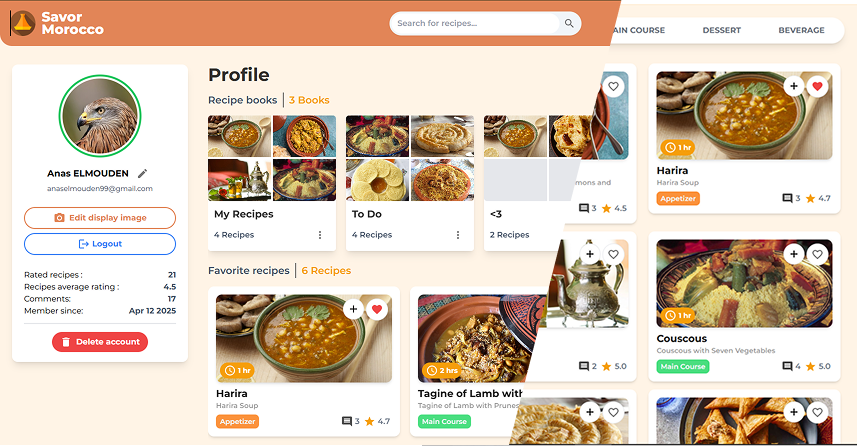 Savor
Morocco
Search for recipes...
AIN COURSE
DESSERT
BEVERAGE
Anas ELMOUDEN
anaselmouden99@gmail.com
Edit display image
Logout
Rated recipes : 21
Recipes average rating : 4.5
Comments: 17
Member since: Apr 12 2025
Delete account
Profile
Recipe books | 3 Books
My Recipes
4 Recipes
To Do
4 Recipes
<3
2 Recipes
Favorite recipes | 6 Recipes
1 hr
Harira
Harira Soup
Appetizer
3 4.7
2 hrs
Tagine of Lamb with
Tagine of Lamb with Prunes
Main Course
mons and
3 4.5
2 5.0
1 hr
Harira
Harira Soup
Appetizer
3 4.7
1 hr
Couscous
Couscous with Seven Vegetables
Main Course
4 5.0